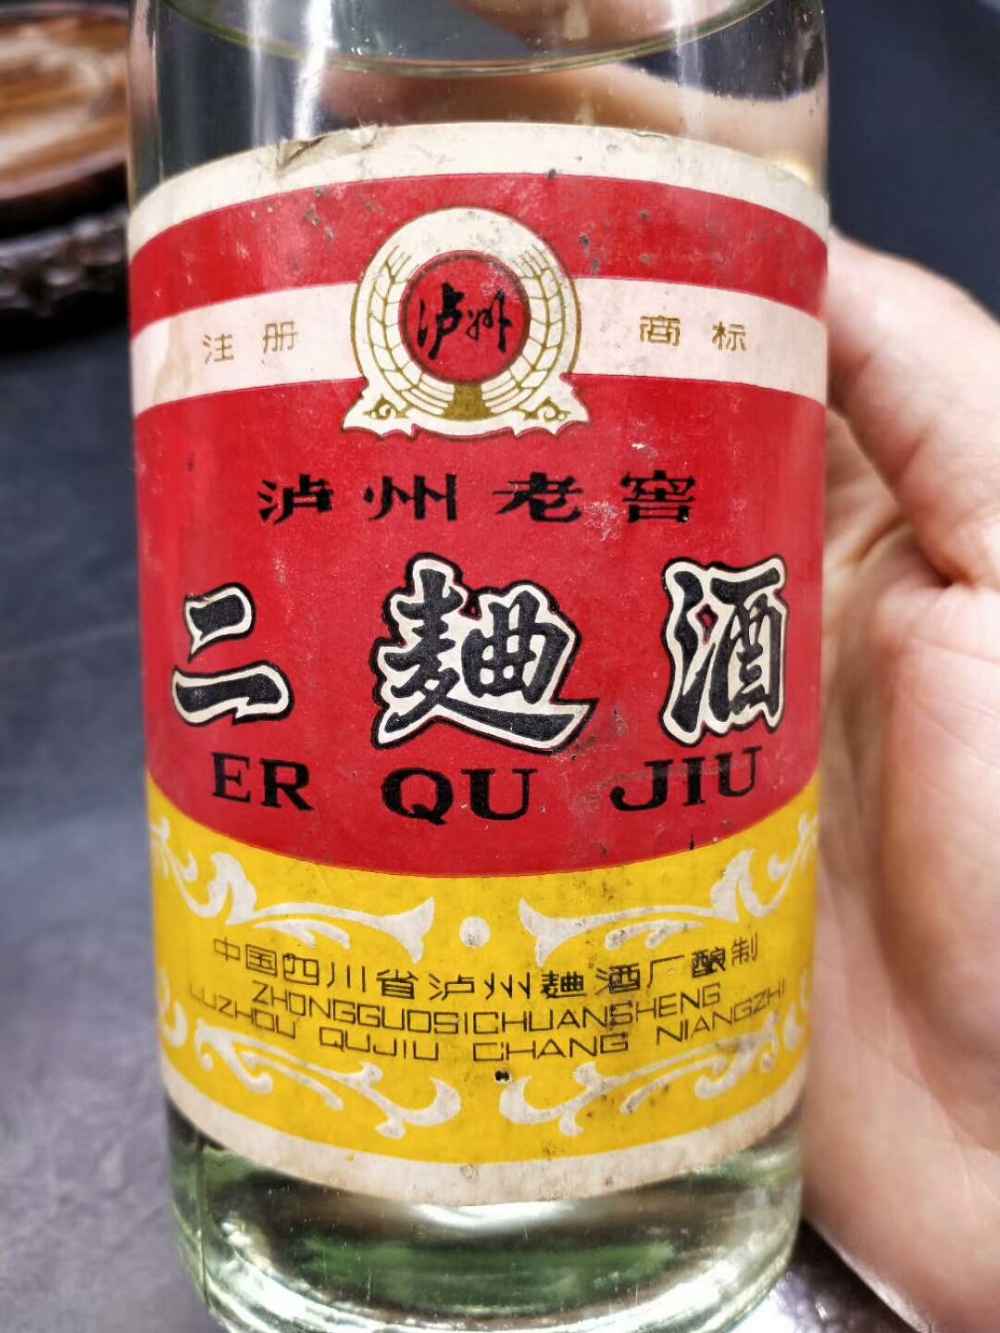 注册 泸州 商标
泸州老窖
二麯酒
ER QU JIU
中国四川省泸州麯酒厂酿制
ZHONGGUOSICHUANSHENG
LUZHOU QUJIU CHANG NIANGZHI